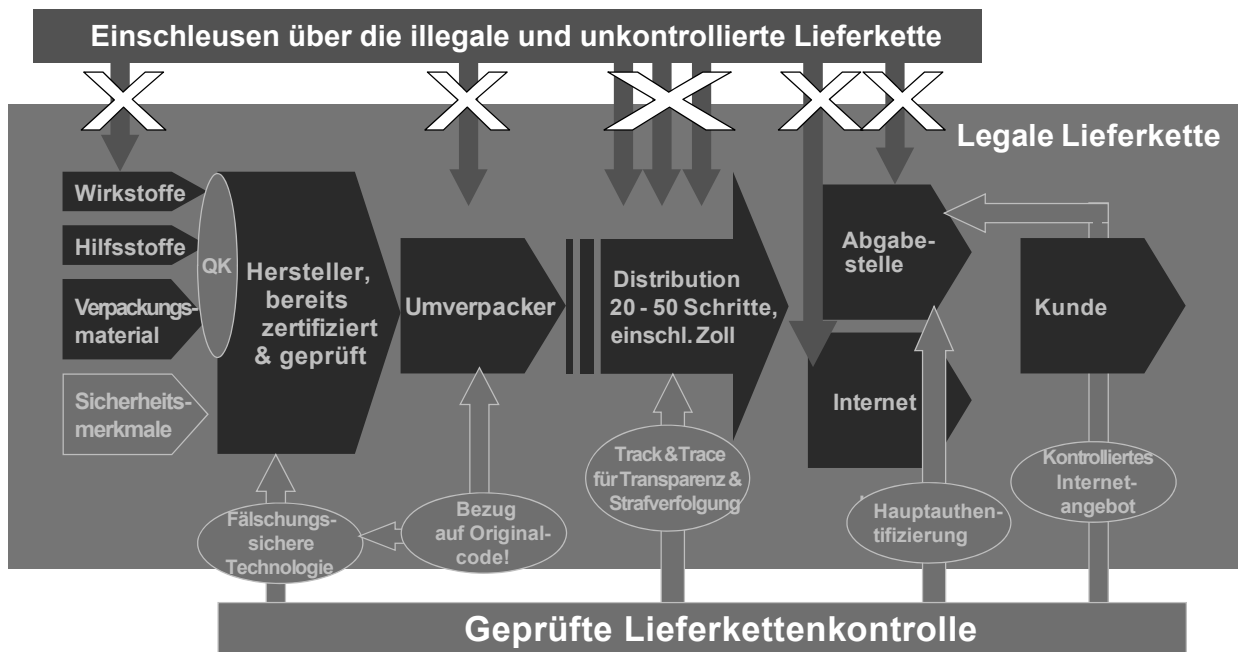 Einschleusen über die illegale und unkontrollierte Lieferkette
Legale Lieferkette
Wirkstoffe
Hilfsstoffe
Verpackungs-
material
Sicherheits-
merkmale
QK
Hersteller,
bereits
zertifiziert
& geprüft
Umverpacker
Distribution
20 - 50 Schritte,
einschl. Zoll
Abgabe-
stelle
Internet
Kunde
Fälschungs-
sichere
Technologie
Bezug
auf Original-
code!
Track & Trace
für Transparenz &
Strafverfolgung
Hauptauthen-
tifizierung
Kontrolliertes
Internet-
angebot
Geprüfte Lieferkettenkontrolle